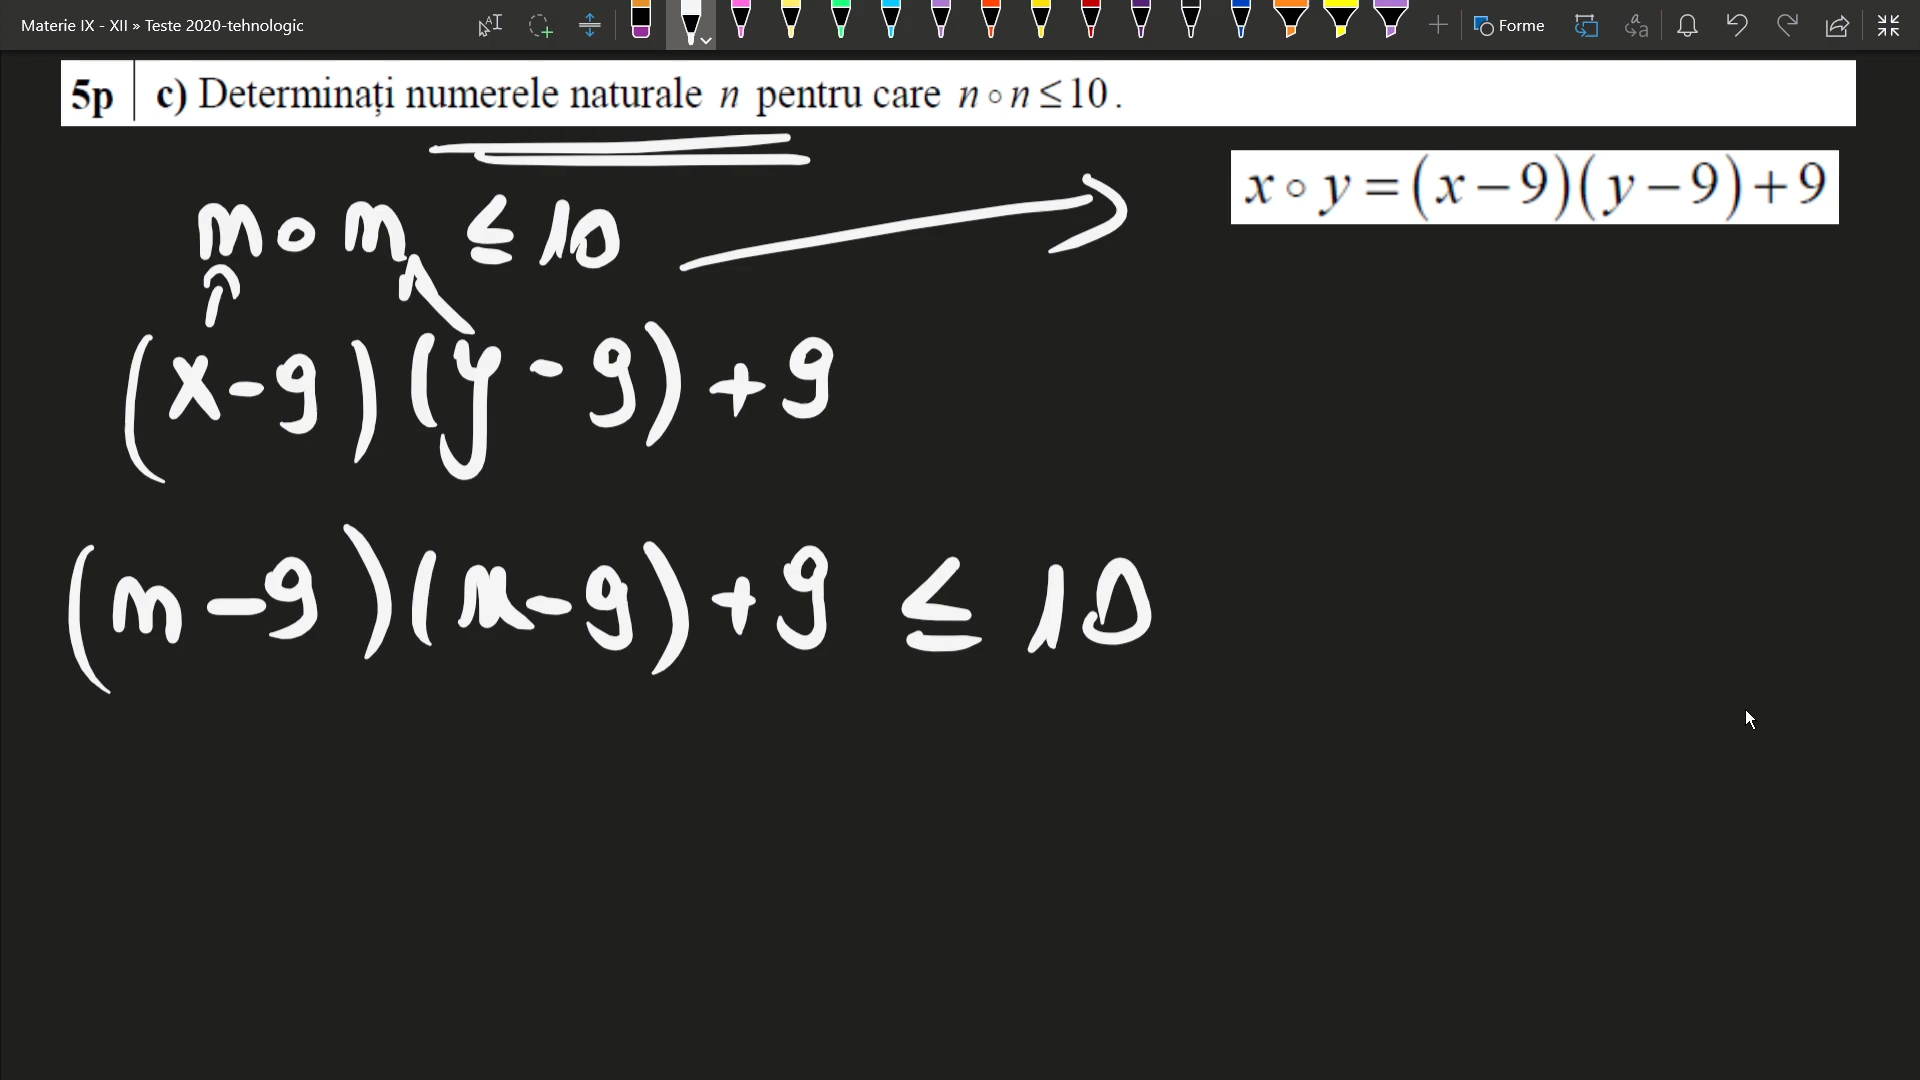 Materie IX - XII » Teste 2020-tehnologic
Forme
5p c) Determinați numerele naturale n pentru care n∘n≤10.
x∘y=(x−9)(y−9)+9
n∘n ≤ 10
(x-9)(y-9)+9
(n-9)(n-9)+9 ≤ 10